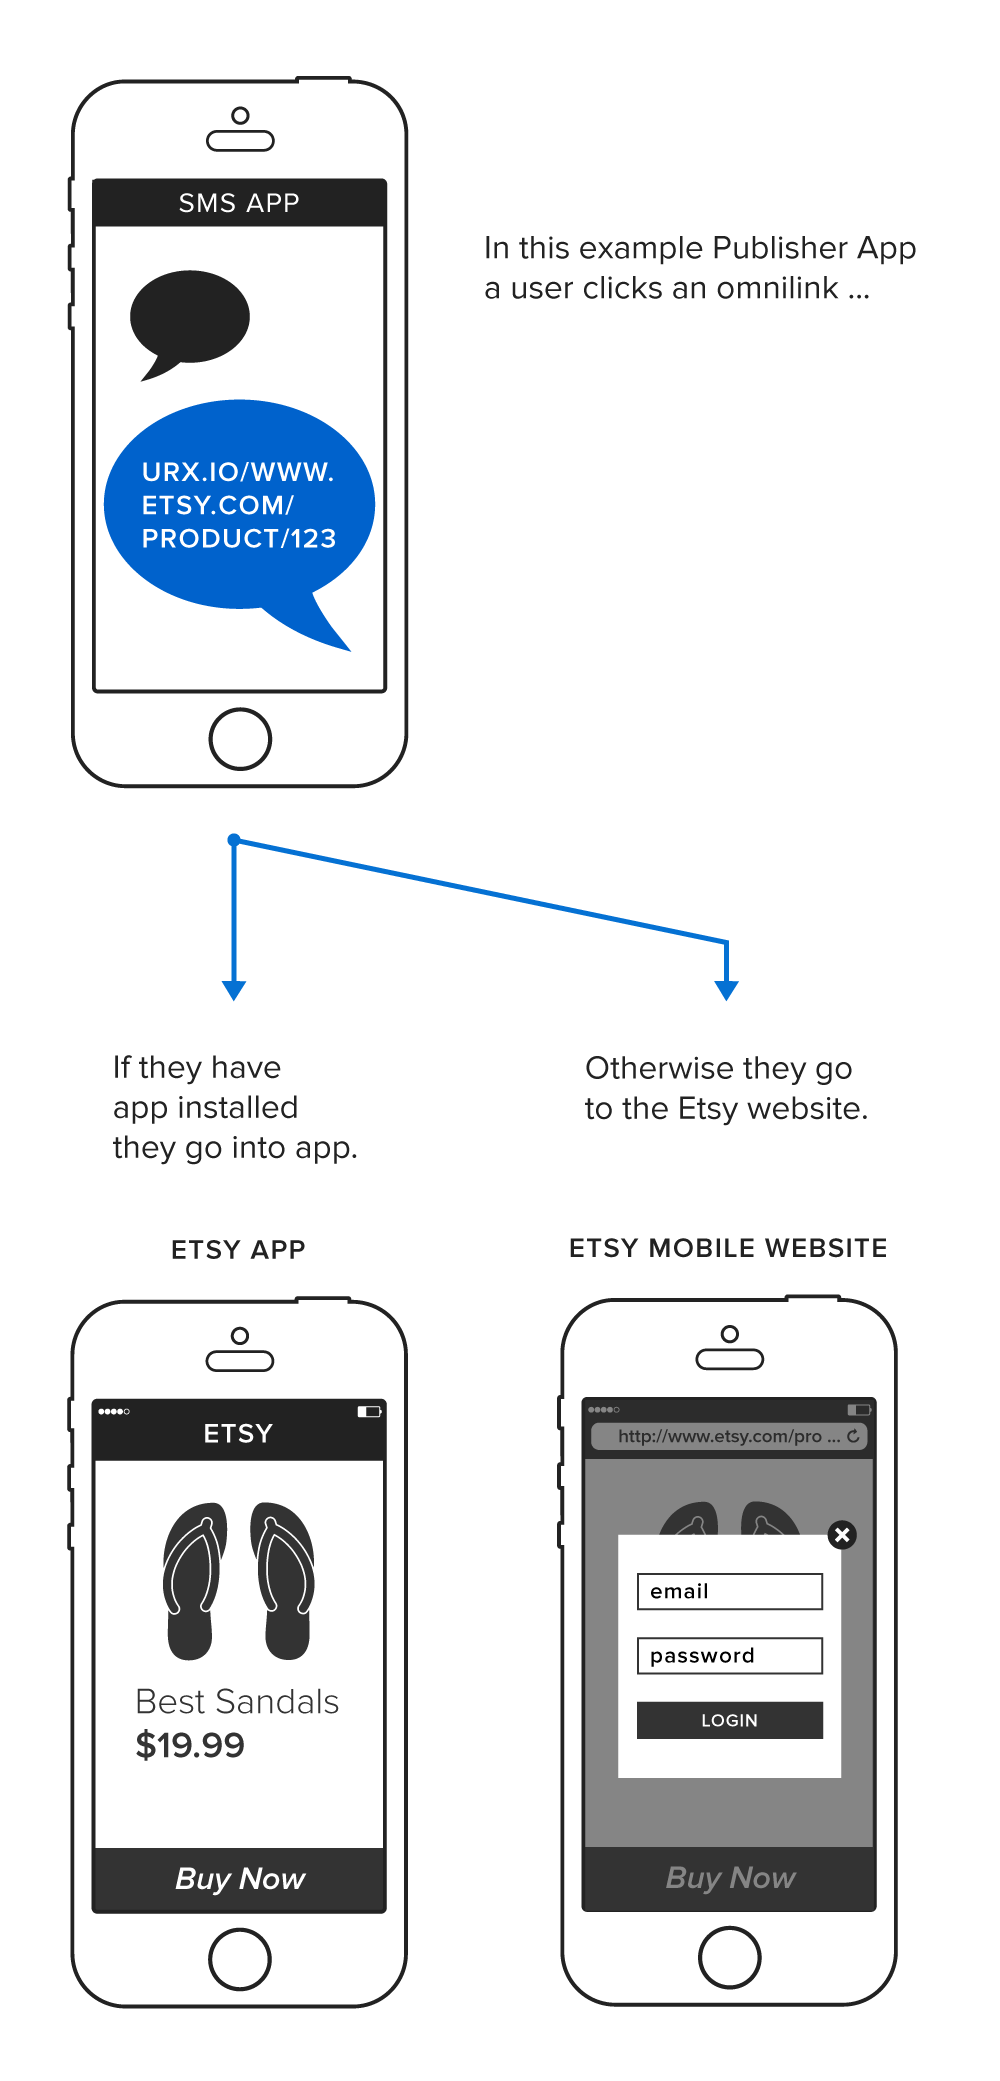 SMS APP
In this example Publisher App
a user clicks an omnilink ...
URX.IO/WWW.
ETSY.COM/
PRODUCT/123
If they have
app installed
they go into app.
Otherwise they go
to the Etsy website.
ETSY APP
ETSY MOBILE WEBSITE
ETSY
Best Sandals
$19.99
Buy Now
http://www.etsy.com/pro ...
email
password
LOGIN
Buy Now